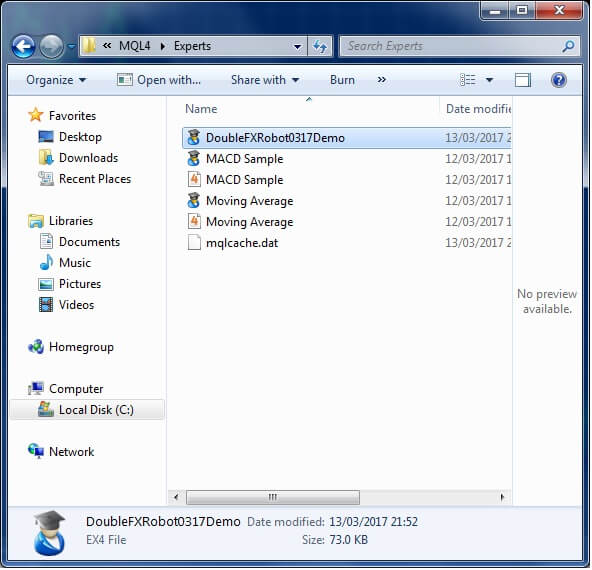 « MQL4 ▸ Experts
Search Experts
Organize Open with... Share with Burn »
Name Date modifie
Favorites
Desktop
Downloads
Recent Places
Libraries
Documents
Music
Pictures
Videos
Homegroup
Computer
Local Disk (C:)
Network
DoubleFXRobot0317Demo 13/03/2017 21
MACD Sample 12/03/2017 1
MACD Sample 12/03/2017 1
Moving Average 12/03/2017 1
Moving Average 12/03/2017 1
mqlcache.dat 13/03/2017 2
No preview
available.
DoubleFXRobot0317Demo Date modified: 13/03/2017 21:52
EX4 File Size: 73.0 KB